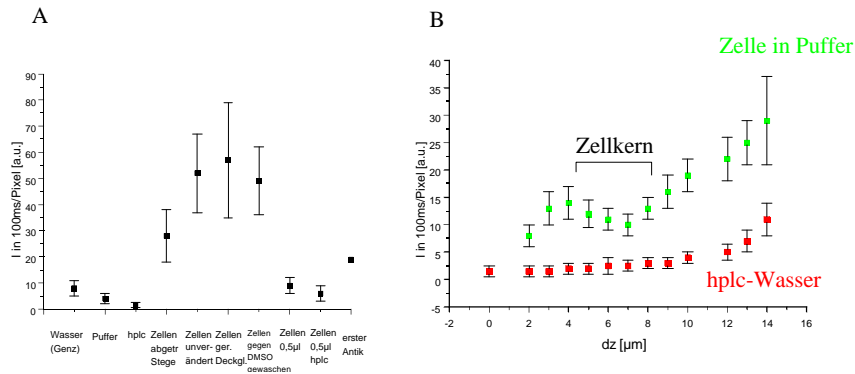 A
I in 100ms/Pixel [a.u.]
90
80
70
60
50
40
30
20
10
0
Wasser
(Genz)
Puffer
hplc
Zellen
abgetr
Stege
Zellen
unver-
ändert
Zellen
ger.
Deckgl.
Zellen
gegen
DMSO
gewaschen
Zellen
0,5µl
Zellen
0,5µl
hplc
erster
Antik
B
Zelle in Puffer
Zellkern
hplc-Wasser
I in 100ms/Pixel [a.u.]
40
35
30
25
20
15
10
5
0
-2 0 2 4 6 8 10 12 14 16
dz [µm]